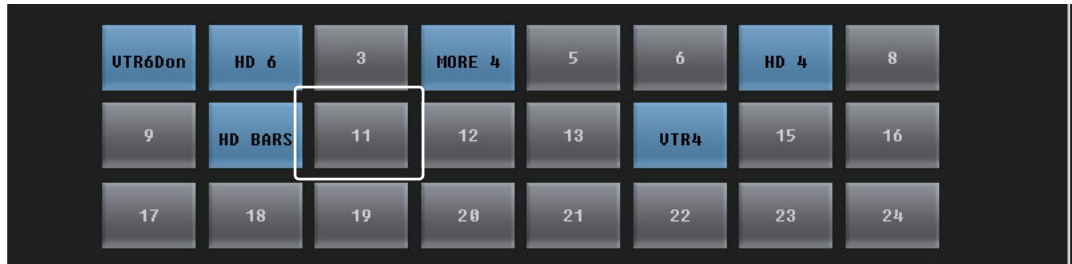 VTR6Don HD 6 3 MORE 4 5 6 HD 4 8
9 HD BARS 11 12 13 VTR4 15 16
17 18 19 20 21 22 23 24